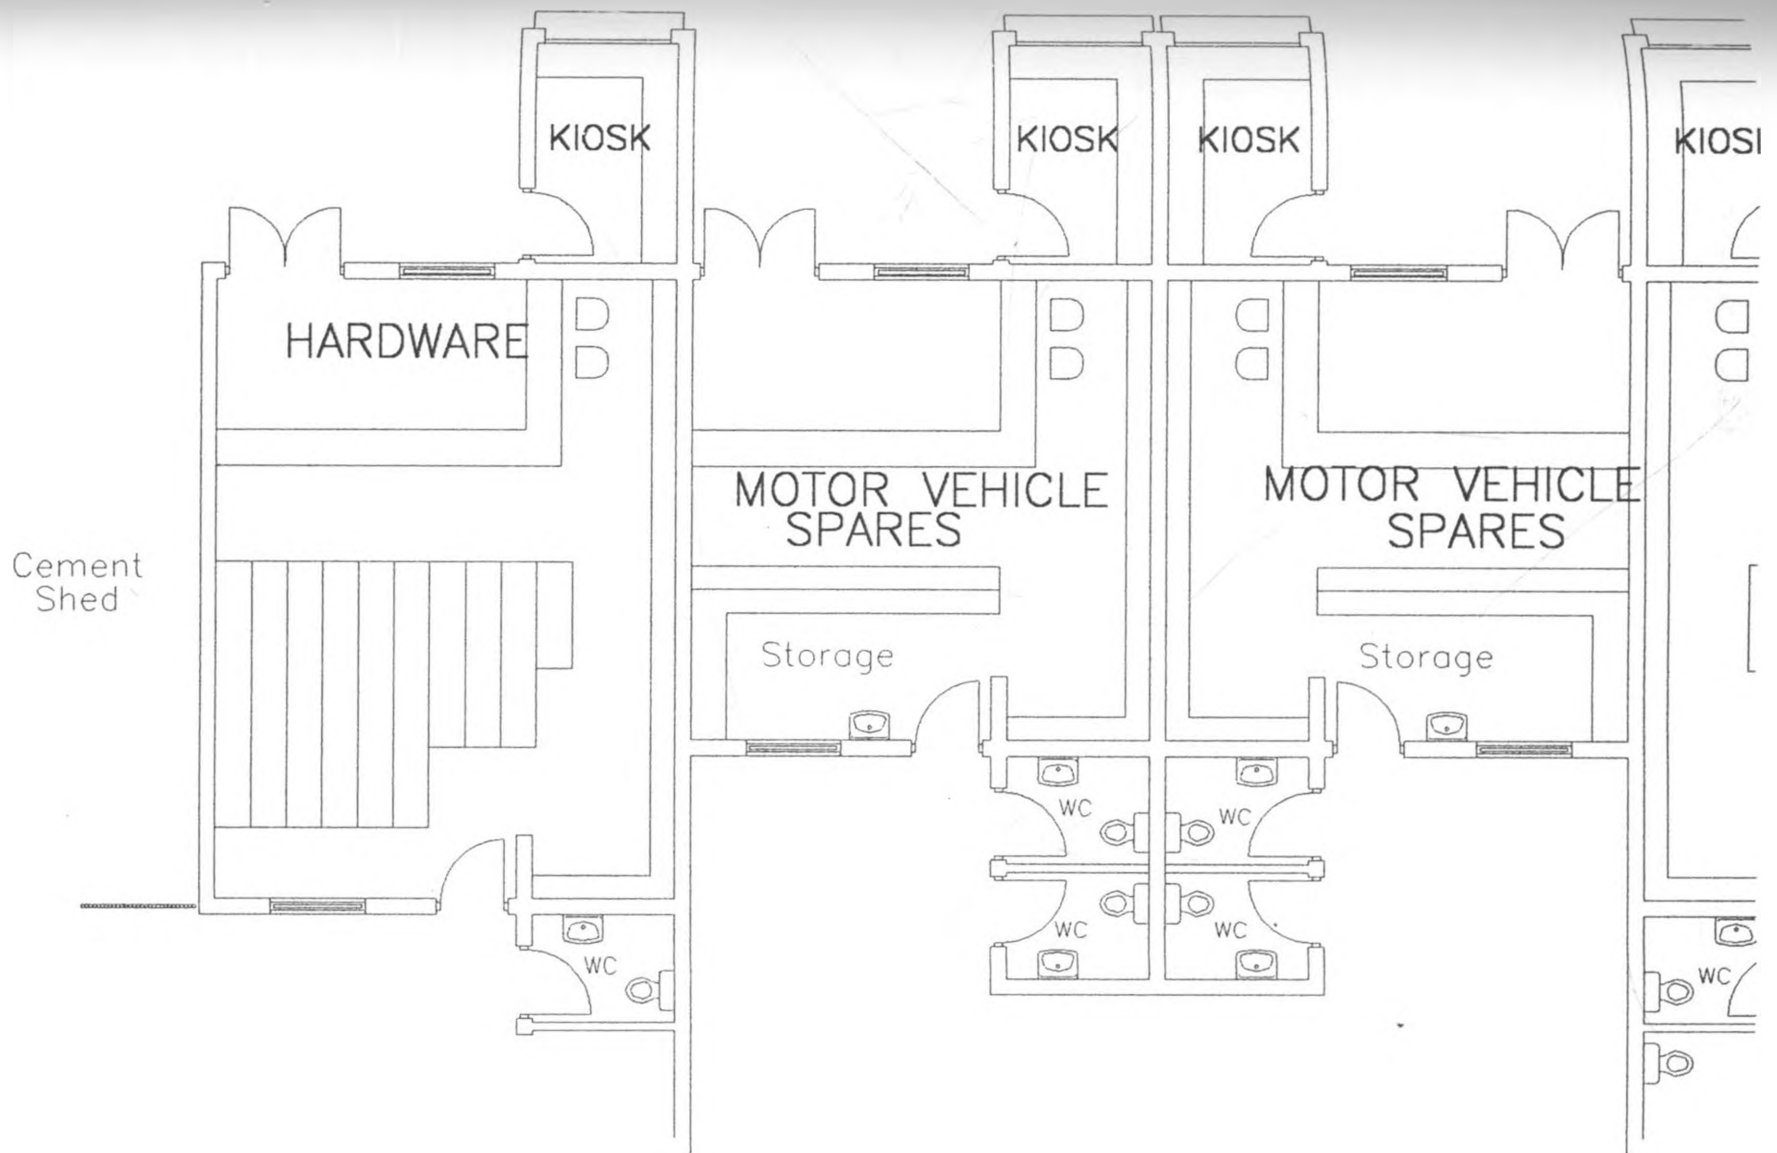 KIOSK
KIOSK
KIOSK
KIOSK
HARDWARE
MOTOR VEHICLE
SPARES
MOTOR VEHICLE
SPARES
Cement
Shed
Storage
Storage
WC
WC
WC
WC
WC
WC